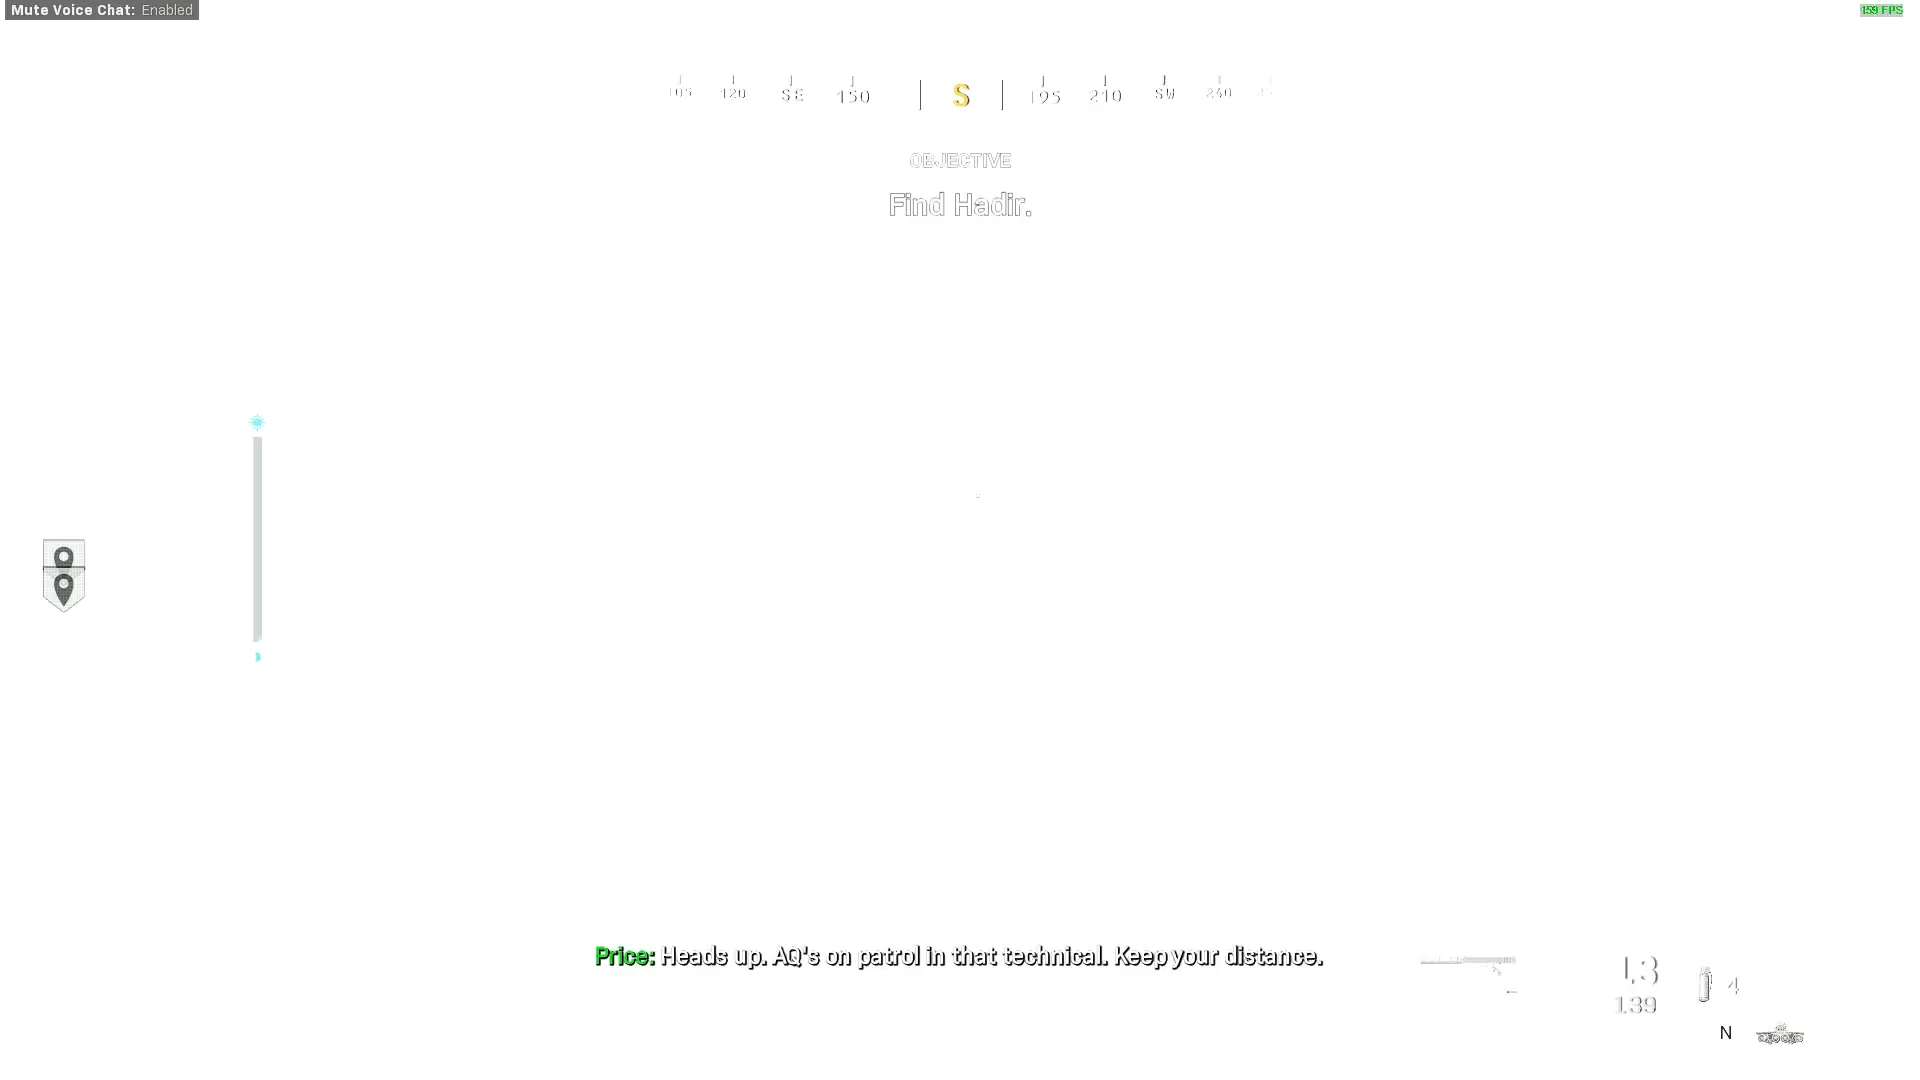 Mute Voice Chat: Enabled
159 FPS
105 120 SE 150 S 195 210 SW 240
OBJECTIVE
Find Hadir.
Price: Heads up. AQ's on patrol in that technical. Keep your distance.
13
139
4
N